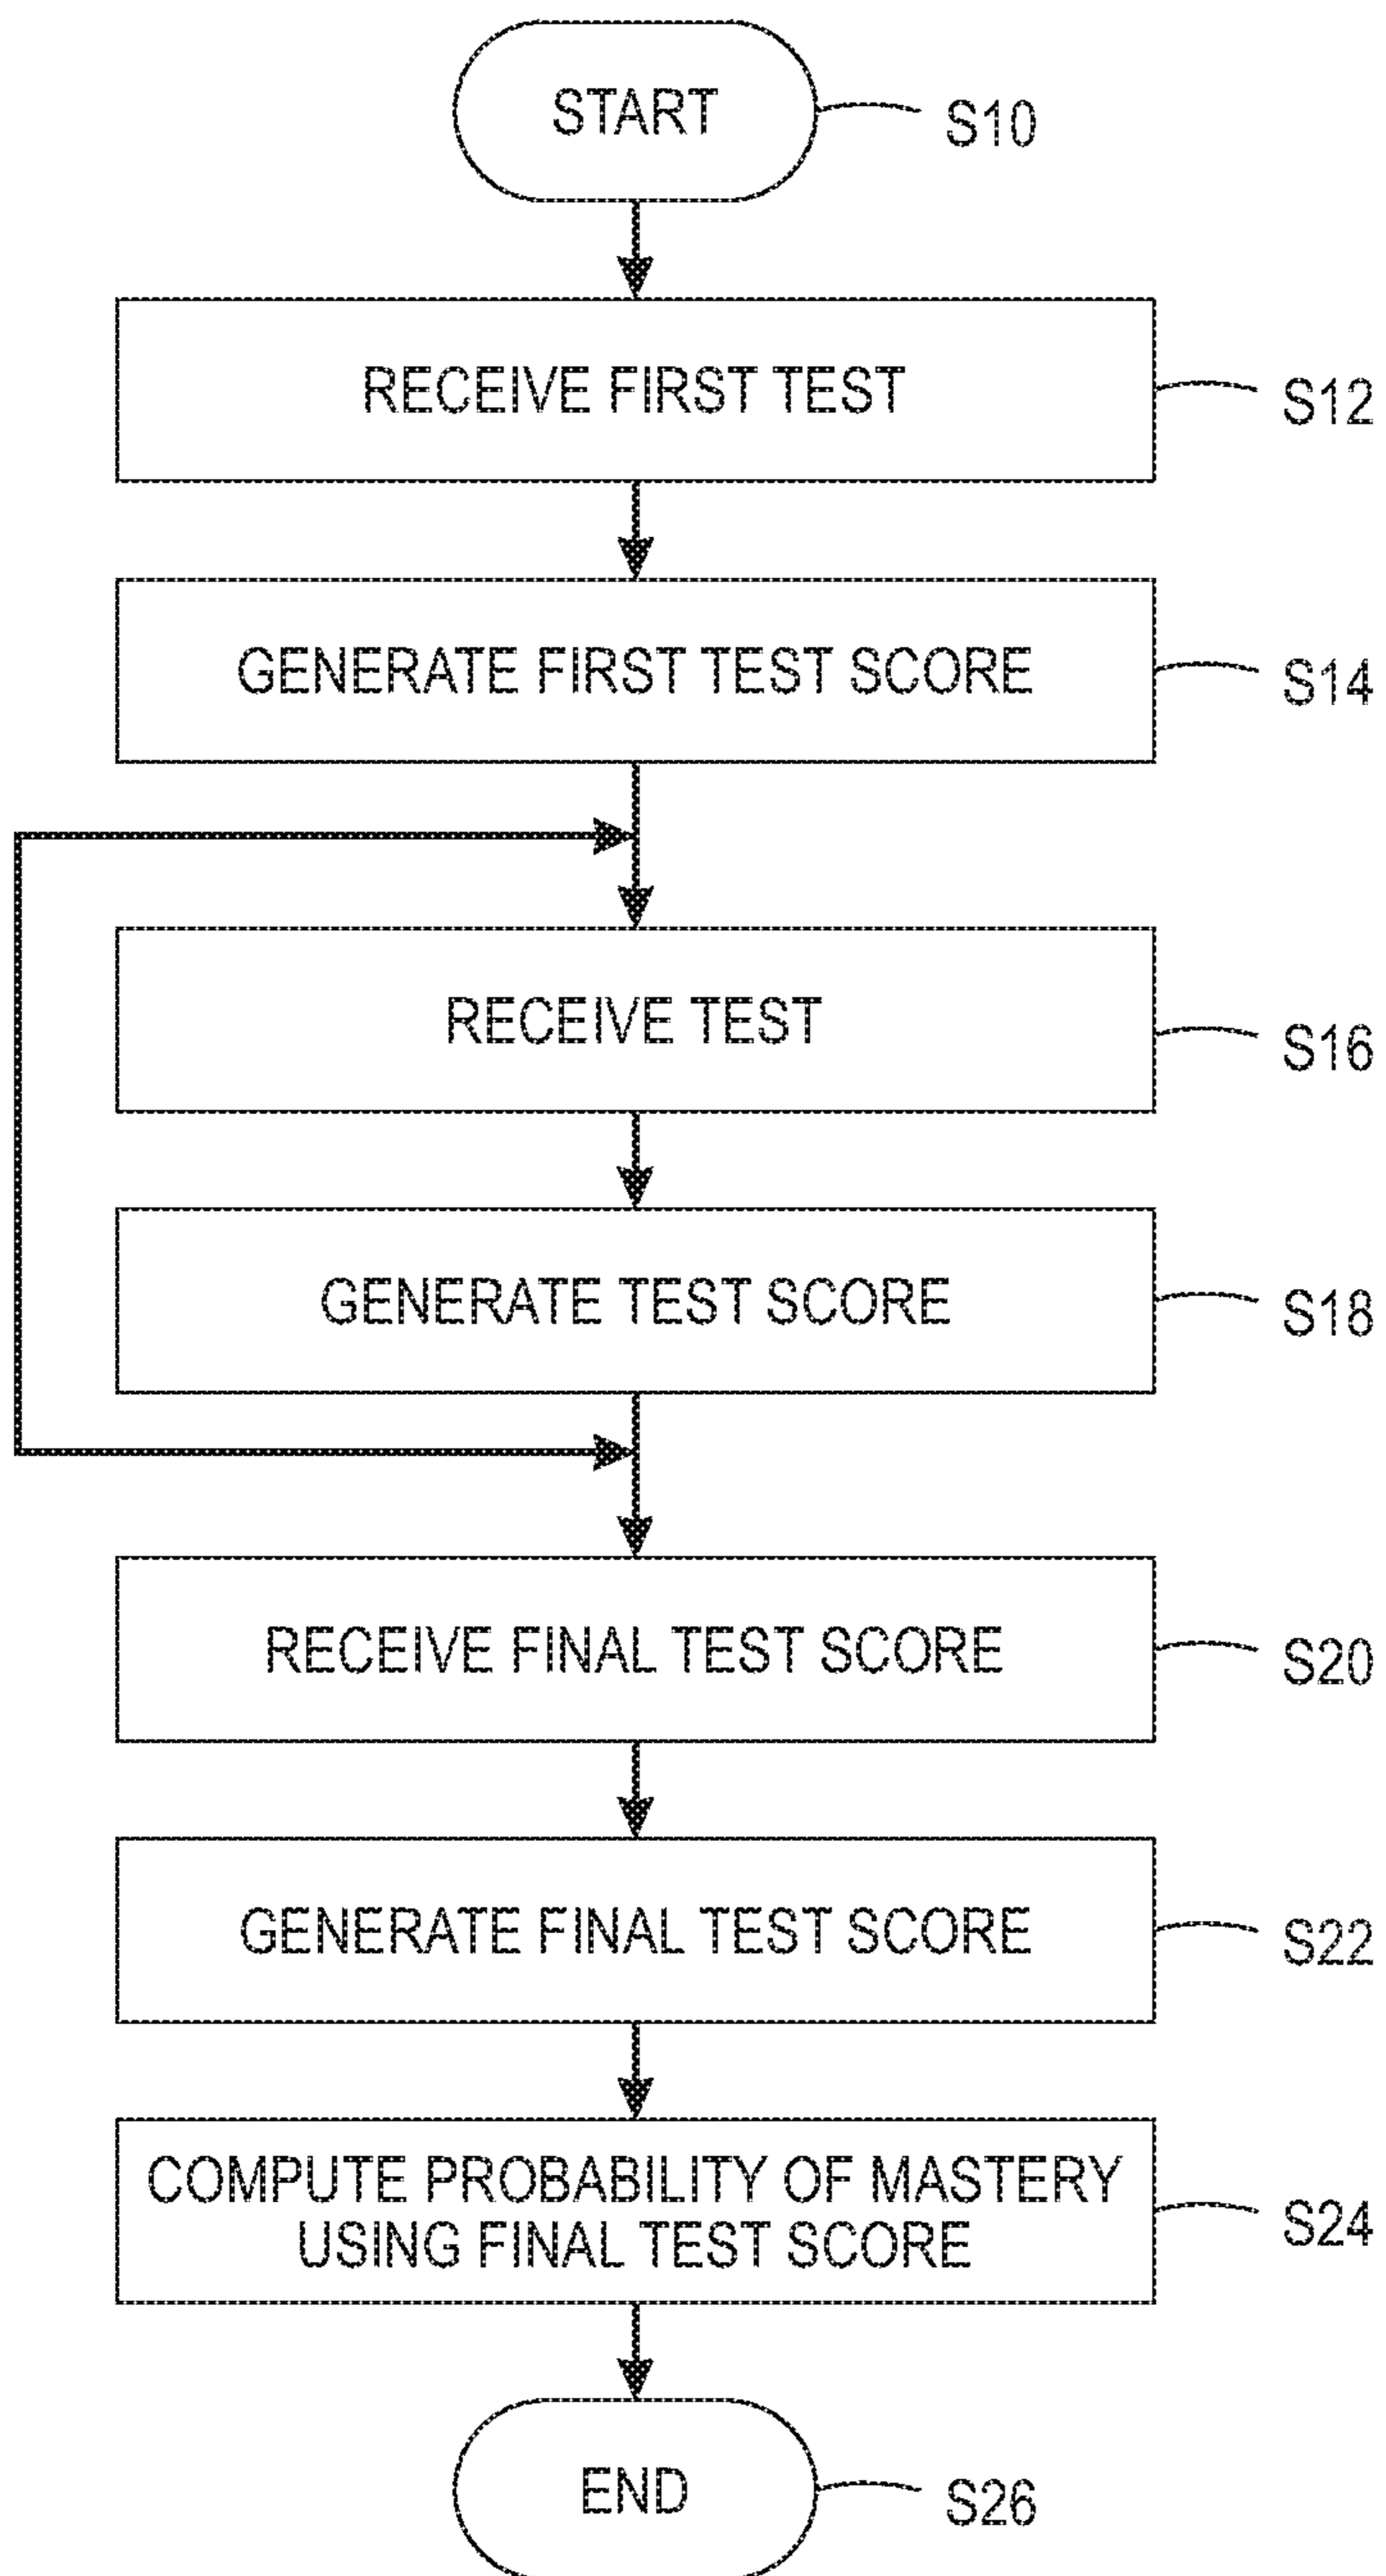 START
S10
RECEIVE FIRST TEST
S12
GENERATE FIRST TEST SCORE
S14
RECEIVE TEST
S16
GENERATE TEST SCORE
S18
RECEIVE FINAL TEST SCORE
S20
GENERATE FINAL TEST SCORE
S22
COMPUTE PROBABILITY OF MASTERY
USING FINAL TEST SCORE
S24
END
S26